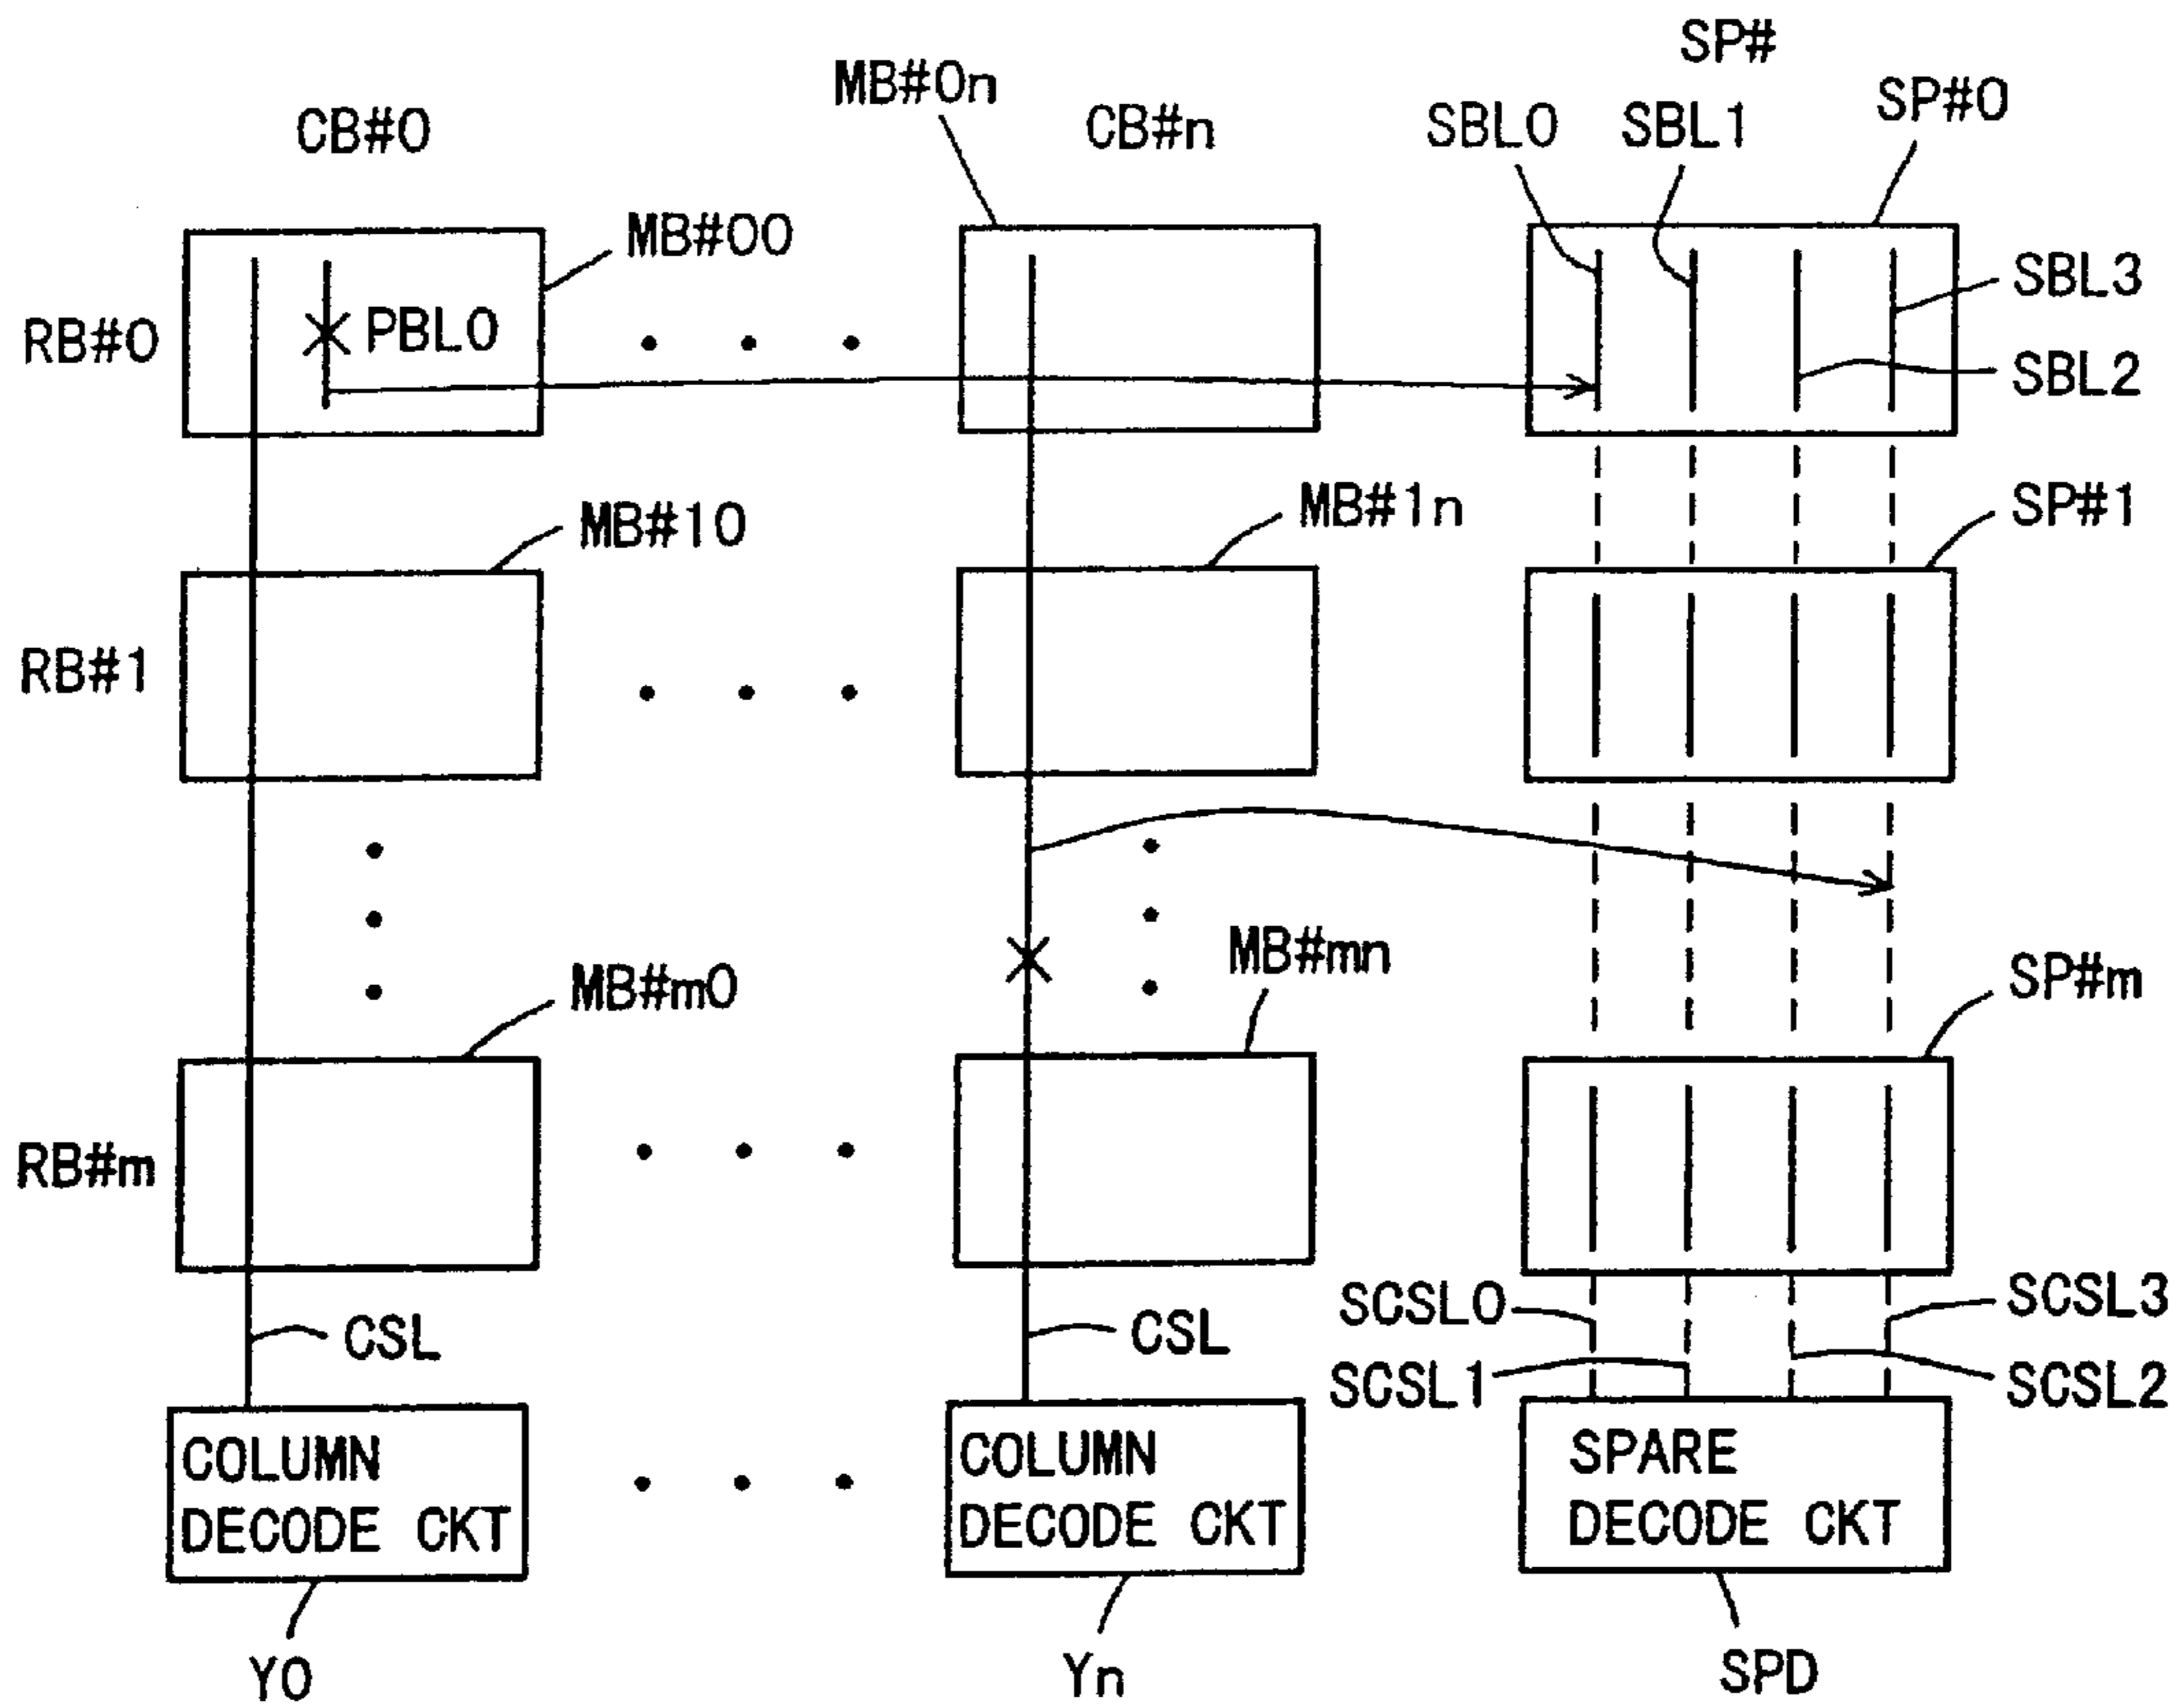 SP#
MB#0n
CB#0
CB#n
SBL0
SBL1
SP#0
MB#00
RB#0
PBL0
SBL3
SBL2
MB#10
MB#1n
SP#1
RB#1
MB#m0
MB#mn
SP#m
RB#m
SCSL0
SCSL3
CSL
CSL
SCSL1
SCSL2
COLUMN
DECODE CKT
COLUMN
DECODE CKT
SPARE
DECODE CKT
Y0
Yn
SPD